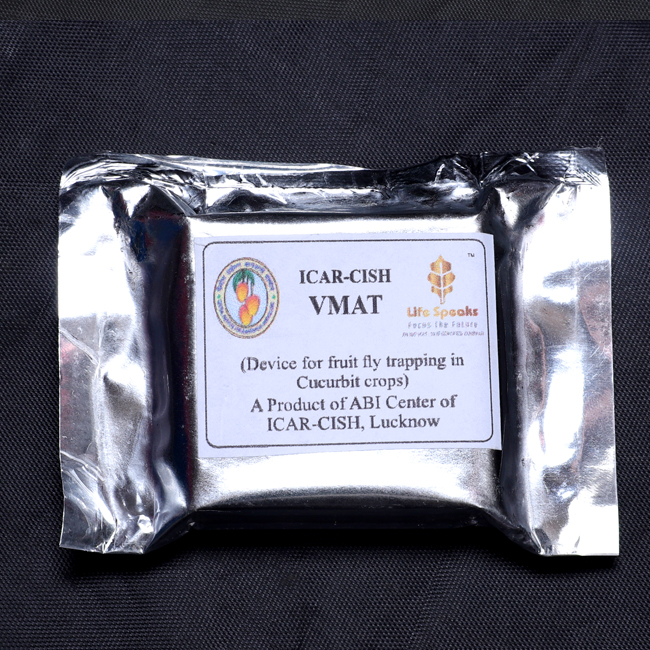 ICAR-CISH
VMAT
TM
Life Speaks
Focus The Future
(Device for fruit fly trapping in
Cucurbit crops)
A Product of ABI Center of
ICAR-CISH, Lucknow